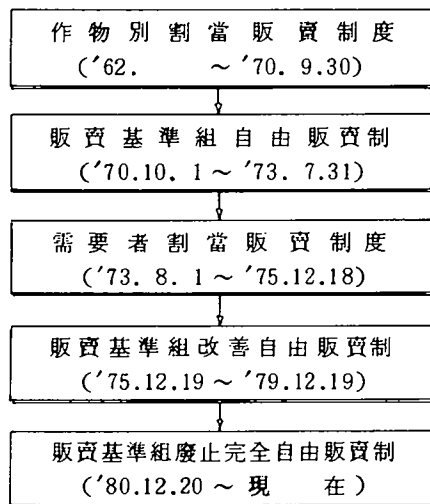 作物別割當販賣制度
('62.　　～'70. 9.30)
販賣基準組自由販賣制
('70.10. 1～'73. 7.31)
需要者割當販賣制度
('73. 8. 1～'75.12.18)
販賣基準組改善自由販賣制
('75.12.19～'79.12.19)
販賣基準組廢止完全自由販賣制
('80.12.20～現　在)